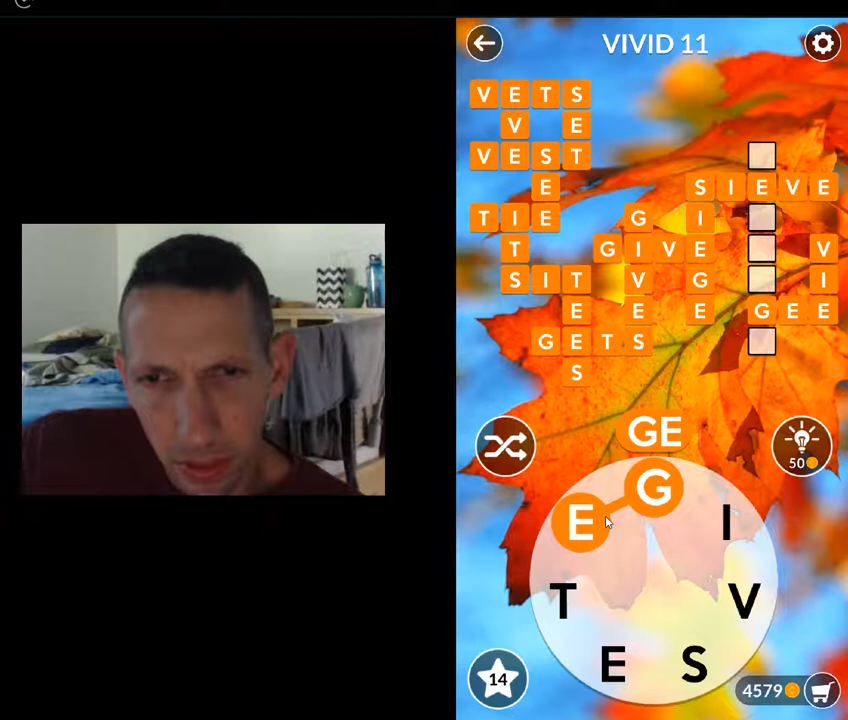 VIVID 11
VETS
V E
VEST
E SIEVE
TIE G I
T GIVE V
SIT V G I
E E E GEE
GETS
S
GE
G
E I
50
T V
E S
14
4579